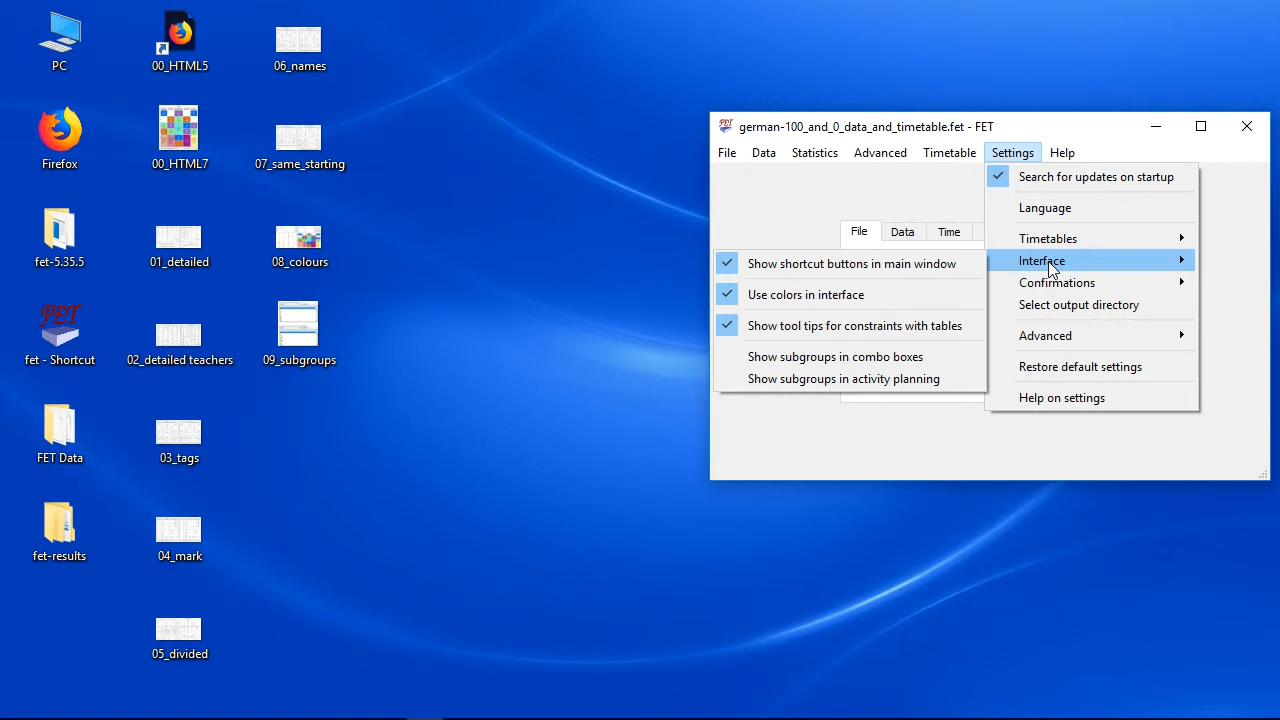 PC
00_HTML5
06_names
Firefox
00_HTML7
07_same_starting
fet-5.35.5
01_detailed
08_colours
FET
fet - Shortcut
02_detailed teachers
09_subgroups
FET Data
03_tags
fet-results
04_mark
05_divided
FET german-100_and_0_data_and_timetable.fet - FET
File Data Statistics Advanced Timetable Settings Help
File Data Time
Search for updates on startup
Language
Timetables
Interface
Confirmations
Select output directory
Advanced
Restore default settings
Help on settings
Show shortcut buttons in main window
Use colors in interface
Show tool tips for constraints with tables
Show subgroups in combo boxes
Show subgroups in activity planning